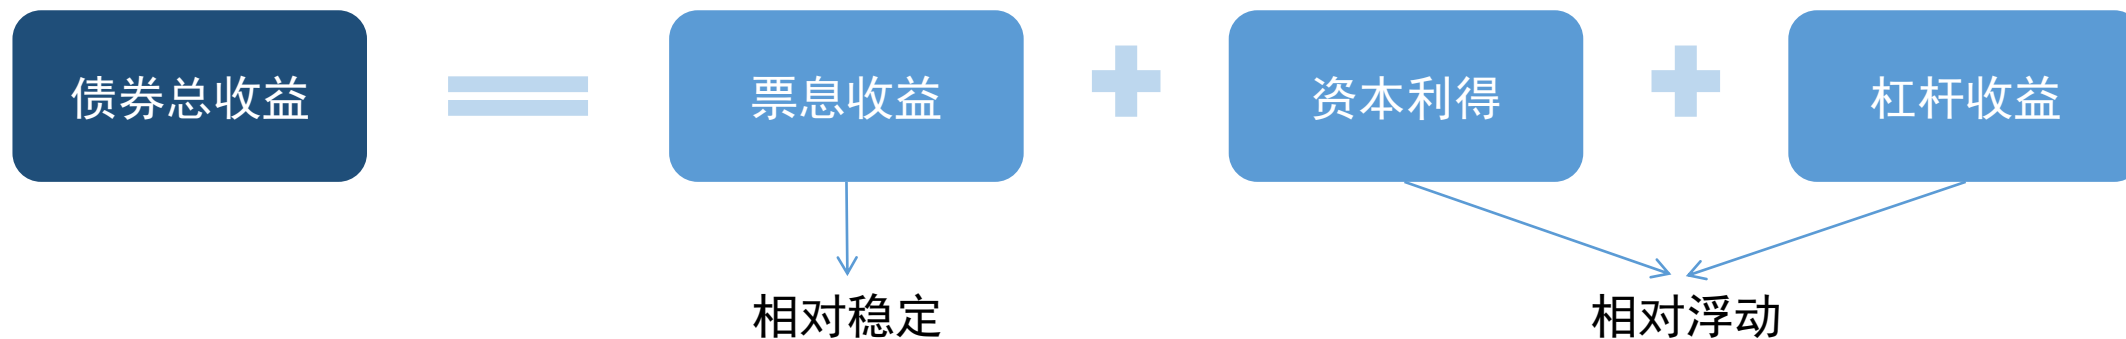 债券总收益
票息收益
资本利得
杠杆收益
相对稳定
相对浮动